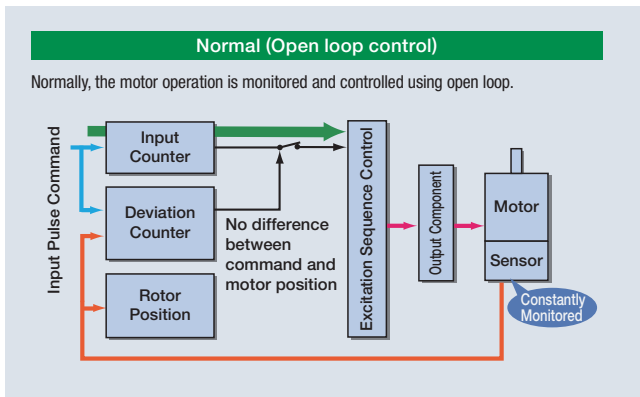 Normal (Open loop control)
Normally, the motor operation is monitored and controlled using open loop.
Input Pulse Command
Input
Counter
Deviation
Counter
Rotor
Position
No difference
between
command and
motor position
Excitation Sequence Control
Output Component
Motor
Sensor
Constantly
Monitored